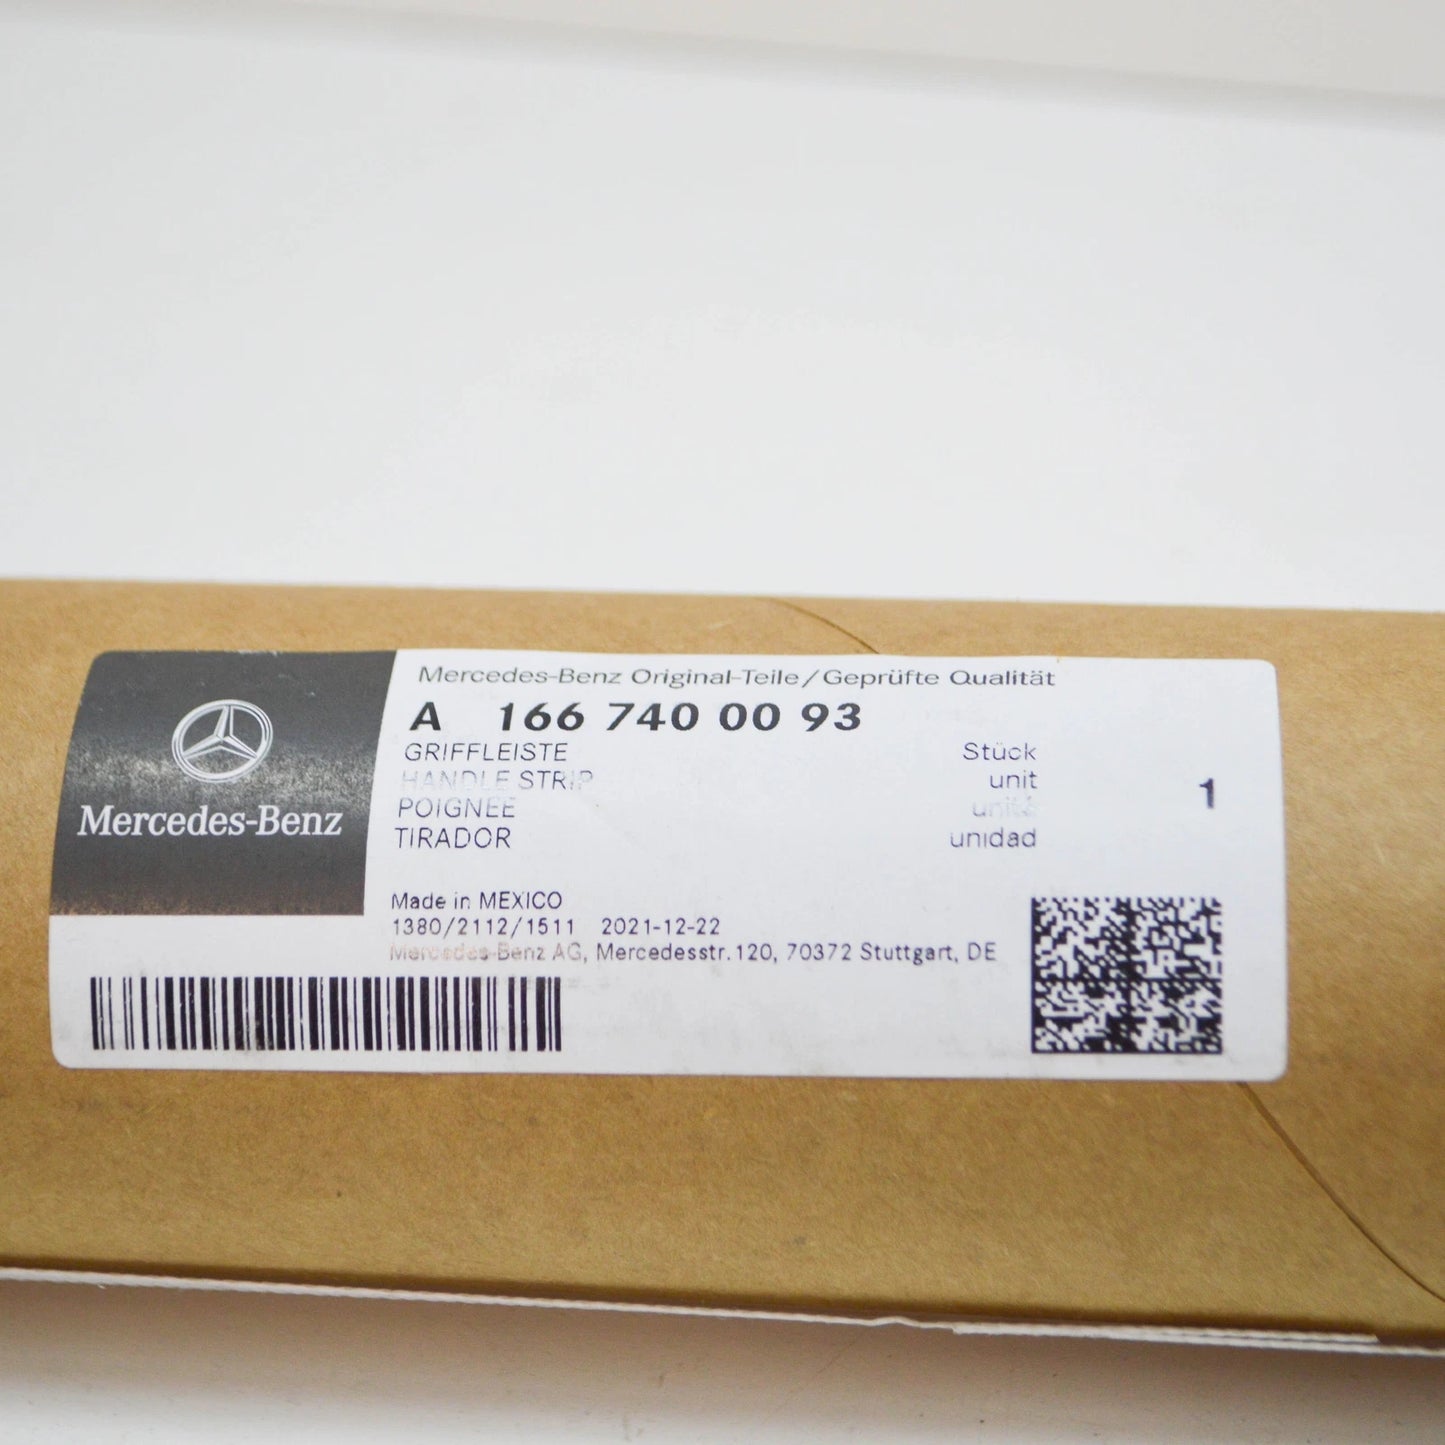 Mercedes-Benz
Mercedes-Benz Original-Teile/Geprüfte Qualität
A 166 740 00 93
GRIFFLEISTE Stück
HANDLE STRIP unit
POIGNEE unité 1
TIRADOR unidad
Made in MEXICO
1380/2112/1511 2021-12-22
Mercedes-Benz AG, Mercedesstr. 120, 70372 Stuttgart, DE